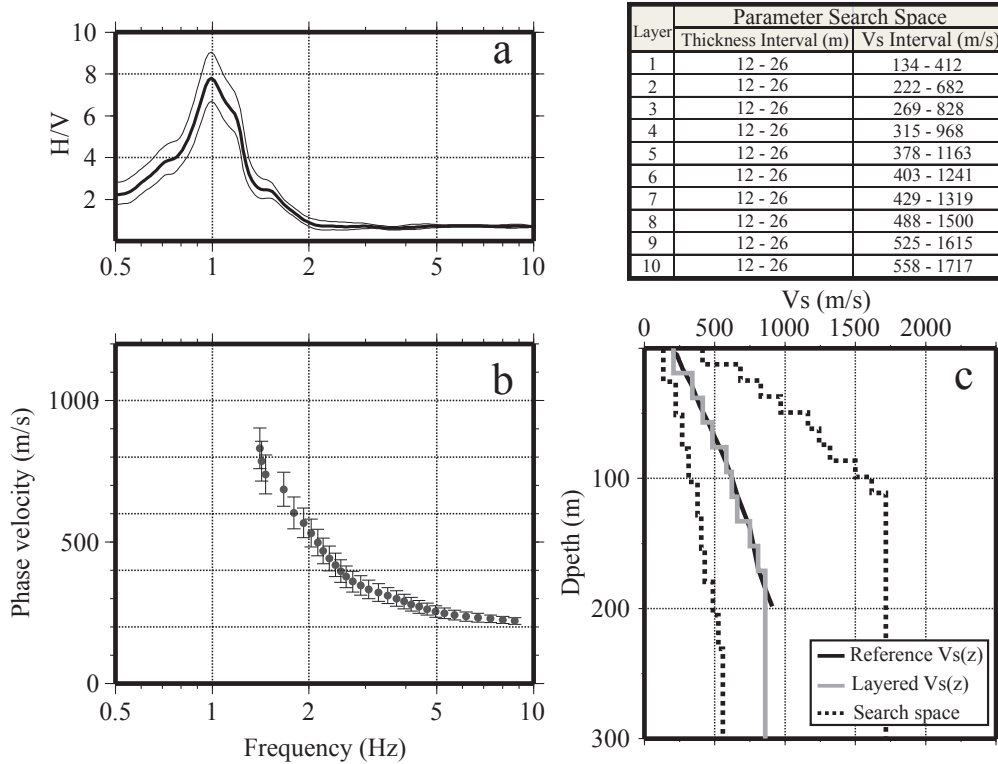 a
H/V
10
8
6
4
2
0.5 1 2 5 10
b
Phase velocity (m/s)
1000
500
0
0.5 1 2 5 10
Frequency (Hz)
Layer Parameter Search Space
Thickness Interval (m) Vs Interval (m/s)
1 12 - 26 134 - 412
2 12 - 26 222 - 682
3 12 - 26 269 - 828
4 12 - 26 315 - 968
5 12 - 26 378 - 1163
6 12 - 26 403 - 1241
7 12 - 26 429 - 1319
8 12 - 26 488 - 1500
9 12 - 26 525 - 1615
10 12 - 26 558 - 1717
Vs (m/s)
0 500 1000 1500 2000
c
Dpeth (m)
100
200
300
Reference Vs(z)
Layered Vs(z)
Search space